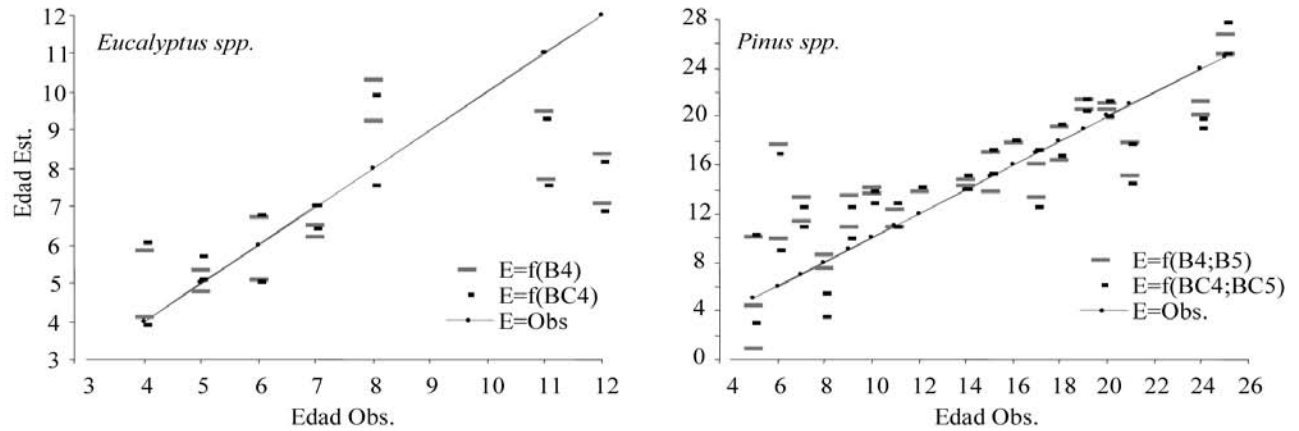 Eucalyptus spp.
12
11
10
9
8
7
6
5
4
3
Edad Est.
E=f(B4)
E=f(BC4)
E=Obs
3 4 5 6 7 8 9 10 11 12
Edad Obs.
Pinus spp.
28
24
20
16
12
8
4
0
E=f(B4;B5)
E=f(BC4;BC5)
E=Obs.
4 6 8 10 12 14 16 18 20 22 24 26
Edad Obs.